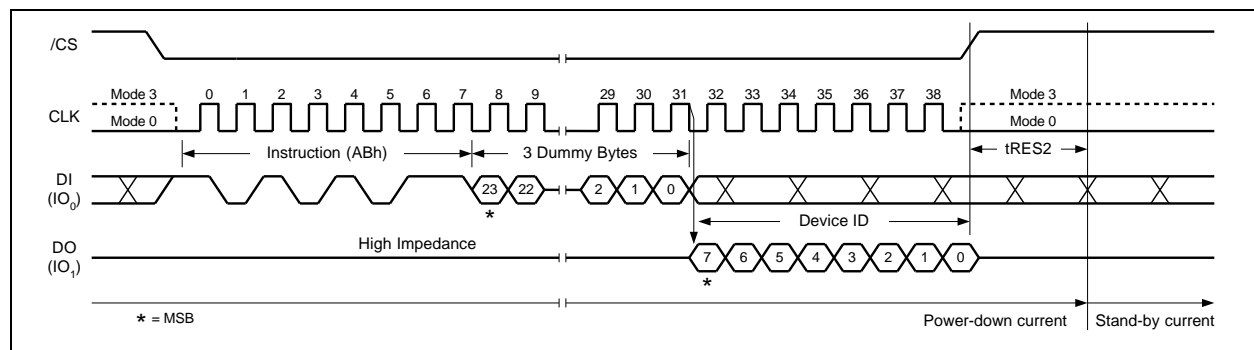 /CS
Mode 3 0 1 2 3 4 5 6 7 8 9 29 30 31 32 33 34 35 36 37 38 Mode 3
CLK
Mode 0 Mode 0
Instruction (ABh) 3 Dummy Bytes tRES2
DI
(IO0)
23 22 2 1 0
*
Device ID
High Impedance
DO
(IO1)
7 6 5 4 3 2 1 0
*
* = MSB
Power-down current Stand-by current